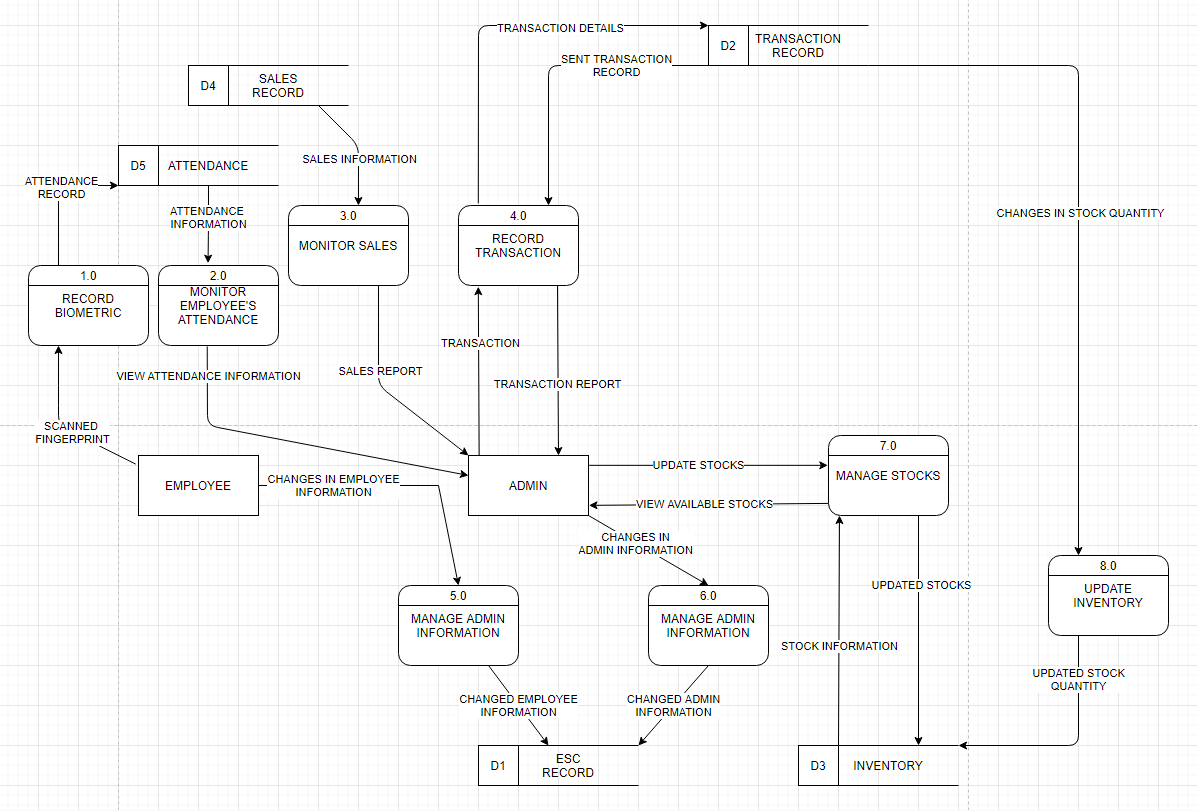 TRANSACTION DETAILS
D2
TRANSACTION
RECORD
SENT TRANSACTION
RECORD
D4
SALES
RECORD
SALES INFORMATION
D5
ATTENDANCE
ATTENDANCE
RECORD
ATTENDANCE
INFORMATION
CHANGES IN STOCK QUANTITY
3.0
MONITOR SALES
4.0
RECORD
TRANSACTION
1.0
RECORD
BIOMETRIC
2.0
MONITOR
EMPLOYEE'S
ATTENDANCE
TRANSACTION
VIEW ATTENDANCE INFORMATION
SALES REPORT
TRANSACTION REPORT
SCANNED
FINGERPRINT
EMPLOYEE
CHANGES IN EMPLOYEE
INFORMATION
ADMIN
UPDATE STOCKS
VIEW AVAILABLE STOCKS
7.0
MANAGE STOCKS
CHANGES IN
ADMIN INFORMATION
5.0
MANAGE ADMIN
INFORMATION
6.0
MANAGE ADMIN
INFORMATION
UPDATED STOCKS
8.0
UPDATE
INVENTORY
STOCK INFORMATION
UPDATED STOCK
QUANTITY
CHANGED EMPLOYEE
INFORMATION
CHANGED ADMIN
INFORMATION
D1
ESC
RECORD
D3
INVENTORY